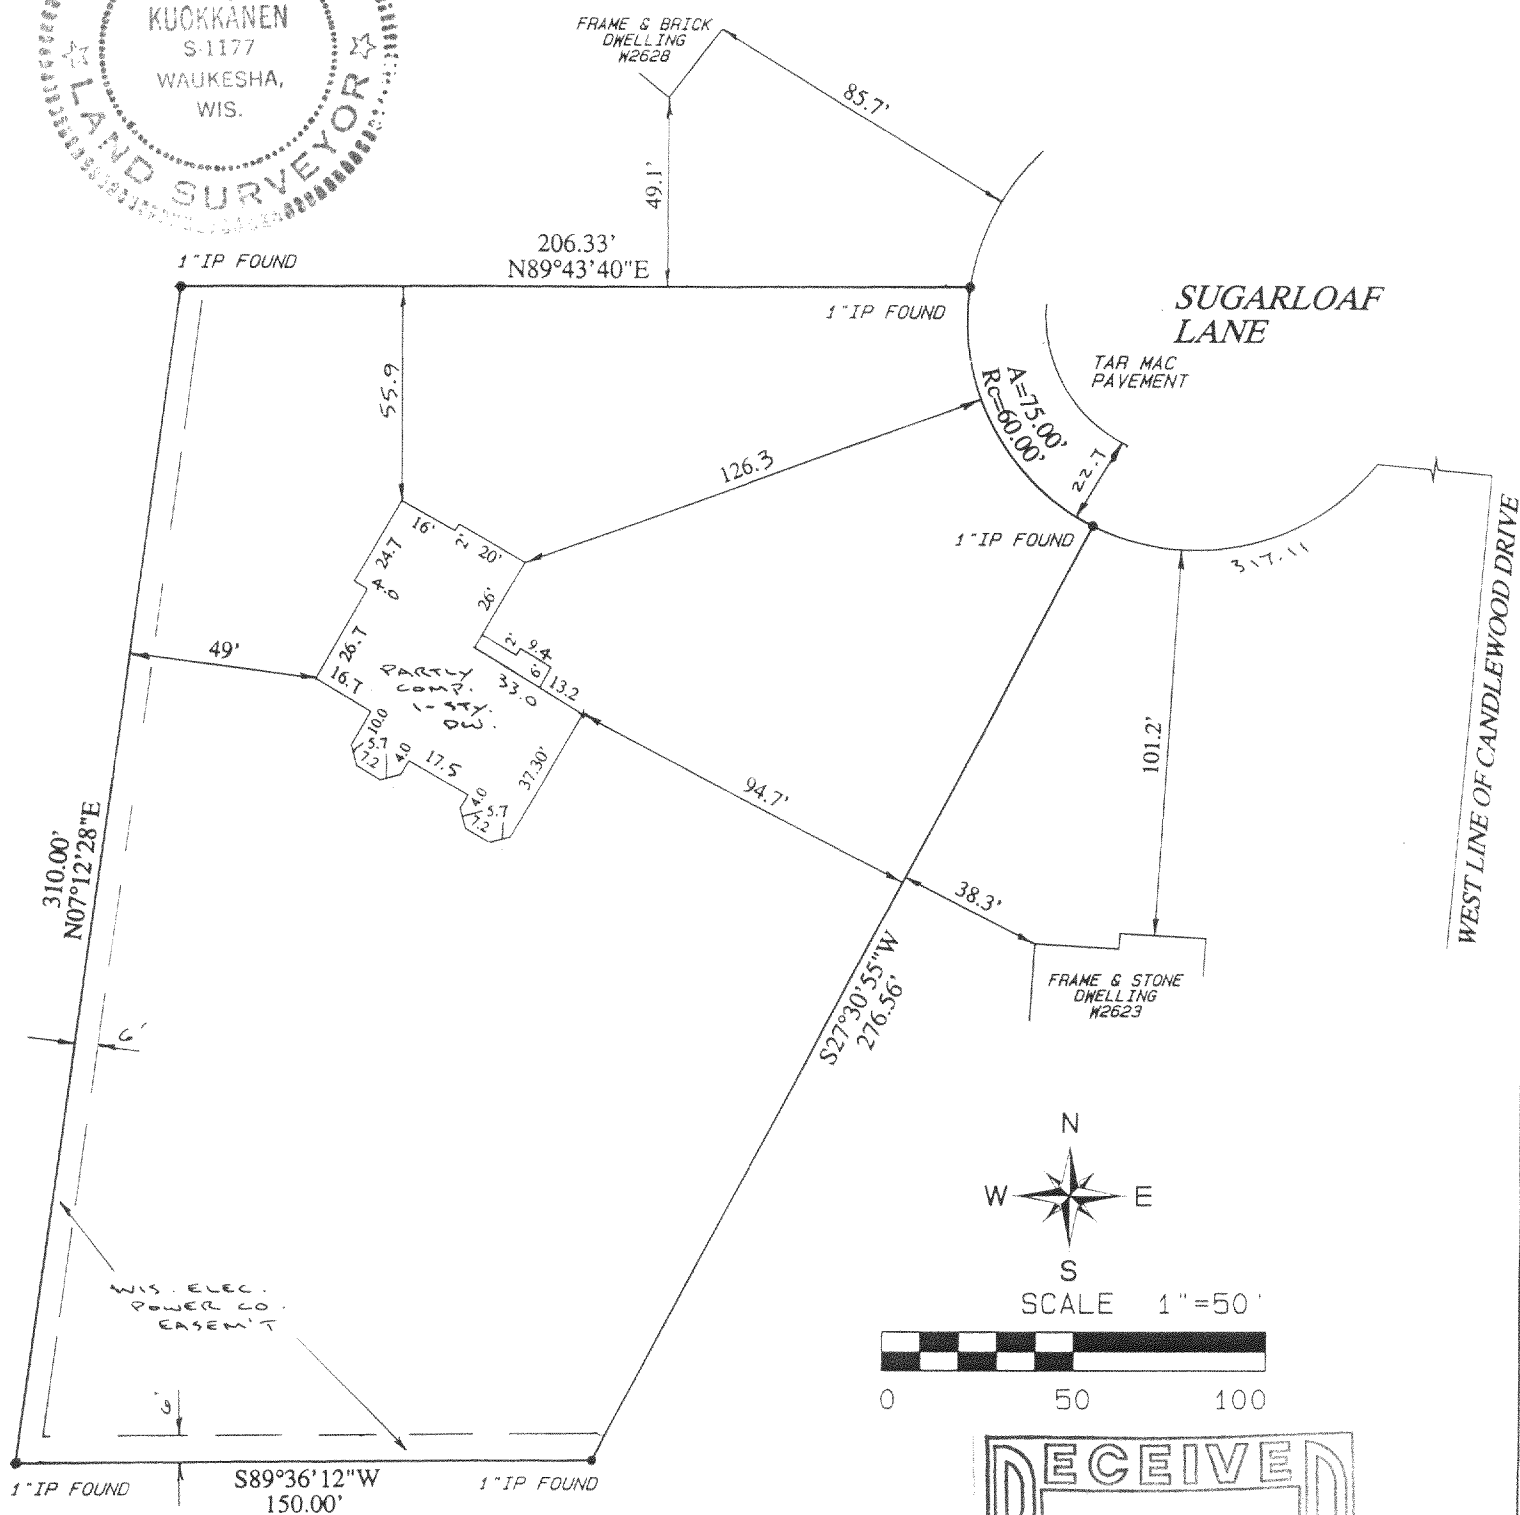 KUOKKANEN
S-1177
WAUKESHA,
WIS.
LAND SURVEYOR
FRAME & BRICK
DWELLING
W2628
85.7'
49.1'
206.33'
N89°43'40"E
1"IP FOUND
1"IP FOUND
SUGARLOAF
LANE
TAR MAC
PAVEMENT
A=75.00'
Rc=60.00'
22.7
55.9
126.3
1"IP FOUND
317.11
WEST LINE OF CANDLEWOOD DRIVE
16'
2'
20'
24.7
4.0
26'
26.7
49'
16.7
2'
9.4
6'
13.2
33.0
PARTLY
COMP.
1-STY.
DW.
10.0
5.7
7.2
4.0
17.5
37.30'
4.0
5.7
7.2
94.7'
101.2'
38.3'
310.00'
N07°12'28"E
S27°30'55"W
276.56'
FRAME & STONE
DWELLING
W2623
6'
N
W E
S
SCALE 1"=50'
0 50 100
WIS. ELEC.
POWER CO.
EASEM'T
6'
S89°36'12"W
150.00'
1"IP FOUND
1"IP FOUND
DECEIVED